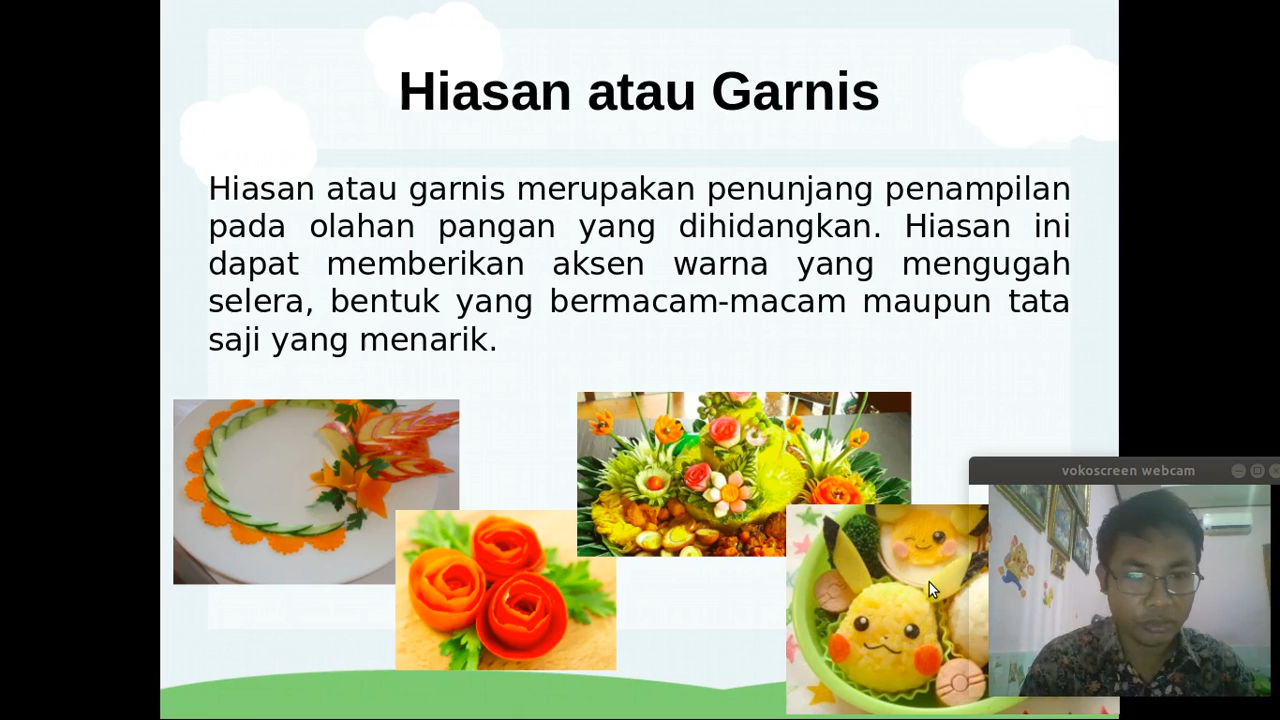 Hiasan atau Garnis
Hiasan atau garnis merupakan penunjang penampilan
pada olahan pangan yang dihidangkan. Hiasan ini
dapat memberikan aksen warna yang mengugah
selera, bentuk yang bermacam-macam maupun tata
saji yang menarik.
vokoscreen webcam